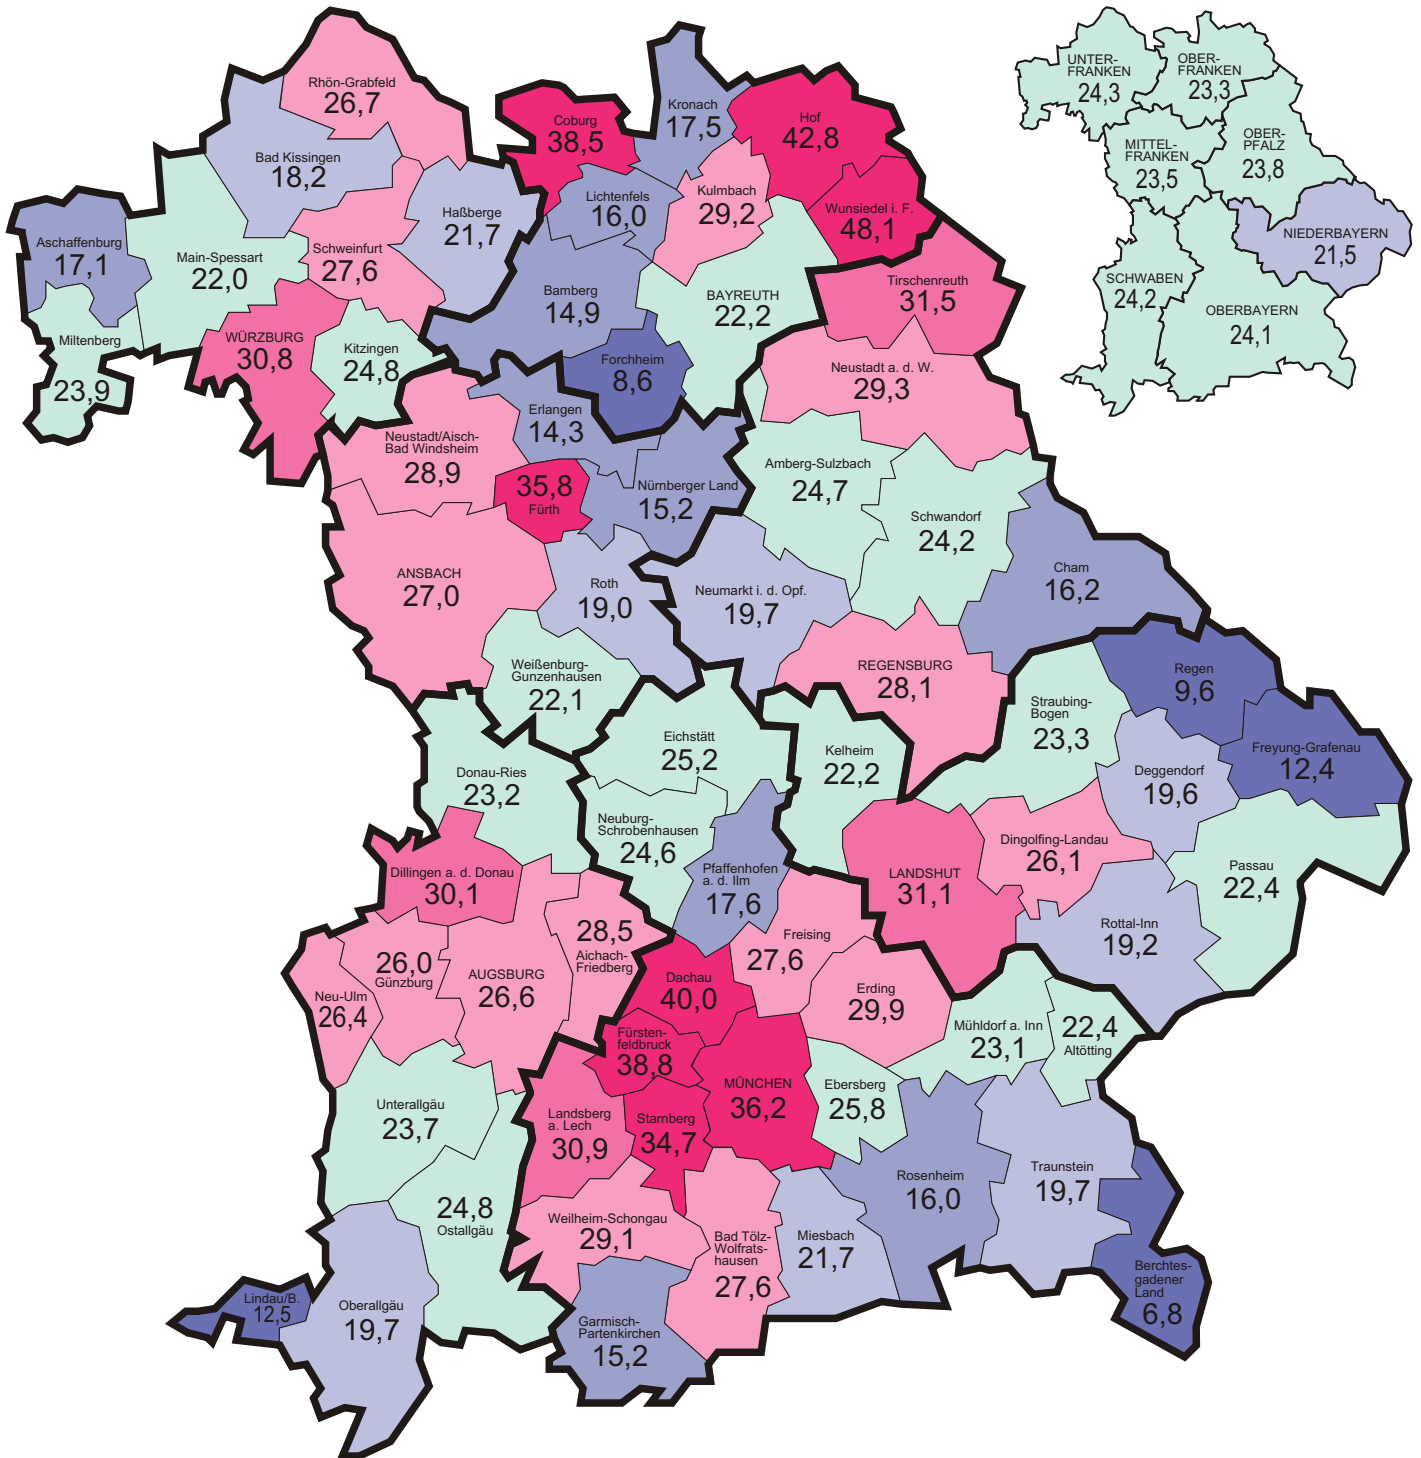 Rhön-Grabfeld
26,7
Bad Kissingen
18,2
Haßberge
21,7
Aschaffenburg
17,1
Main-Spessart
22,0
Schweinfurt
27,6
Miltenberg
23,9
WÜRZBURG
30,8
Kitzingen
24,8
Coburg
38,5
Kronach
17,5
Hof
42,8
Lichtenfels
16,0
Kulmbach
29,2
Wunsiedel i. F.
48,1
Bamberg
14,9
BAYREUTH
22,2
Forchheim
8,6
Tirschenreuth
31,5
Neustadt a. d. W.
29,3
Amberg-Sulzbach
24,7
Schwandorf
24,2
Cham
16,2
Neumarkt i. d. Opf.
19,7
REGENSBURG
28,1
Neustadt/Aisch-
Bad Windsheim
28,9
Erlangen
14,3
35,8
Fürth
Nürnberger Land
15,2
ANSBACH
27,0
Roth
19,0
Weißenburg-
Gunzenhausen
22,1
Regen
9,6
Straubing-
Bogen
23,3
Freyung-Grafenau
12,4
Deggendorf
19,6
Kelheim
22,2
Dingolfing-Landau
26,1
Passau
22,4
LANDSHUT
31,1
Rottal-Inn
19,2
Donau-Ries
23,2
Dillingen a. d. Donau
30,1
28,5
Aichach-
Friedberg
26,0
Günzburg
AUGSBURG
26,6
Neu-Ulm
26,4
Unterallgäu
23,7
24,8
Ostallgäu
Lindau/B.
12,5
Oberallgäu
19,7
Eichstätt
25,2
Neuburg-
Schrobenhausen
24,6
Pfaffenhofen
a. d. Ilm
17,6
Freising
27,6
Dachau
40,0
Erding
29,9
Mühldorf a. Inn
23,1
22,4
Altötting
Fürsten-
feldbruck
38,8
MÜNCHEN
36,2
Ebersberg
25,8
Landsberg
a. Lech
30,9
Starnberg
34,7
Rosenheim
16,0
Traunstein
19,7
Weilheim-Schongau
29,1
Bad Tölz-
Wolfrats-
hausen
27,6
Miesbach
21,7
Berchtes-
gadener
Land
6,8
Garmisch-
Partenkirchen
15,2
UNTER-
FRANKEN
24,3
OBER-
FRANKEN
23,3
MITTEL-
FRANKEN
23,5
OBER-
PFALZ
23,8
NIEDERBAYERN
21,5
SCHWABEN
24,2
OBERBAYERN
24,1